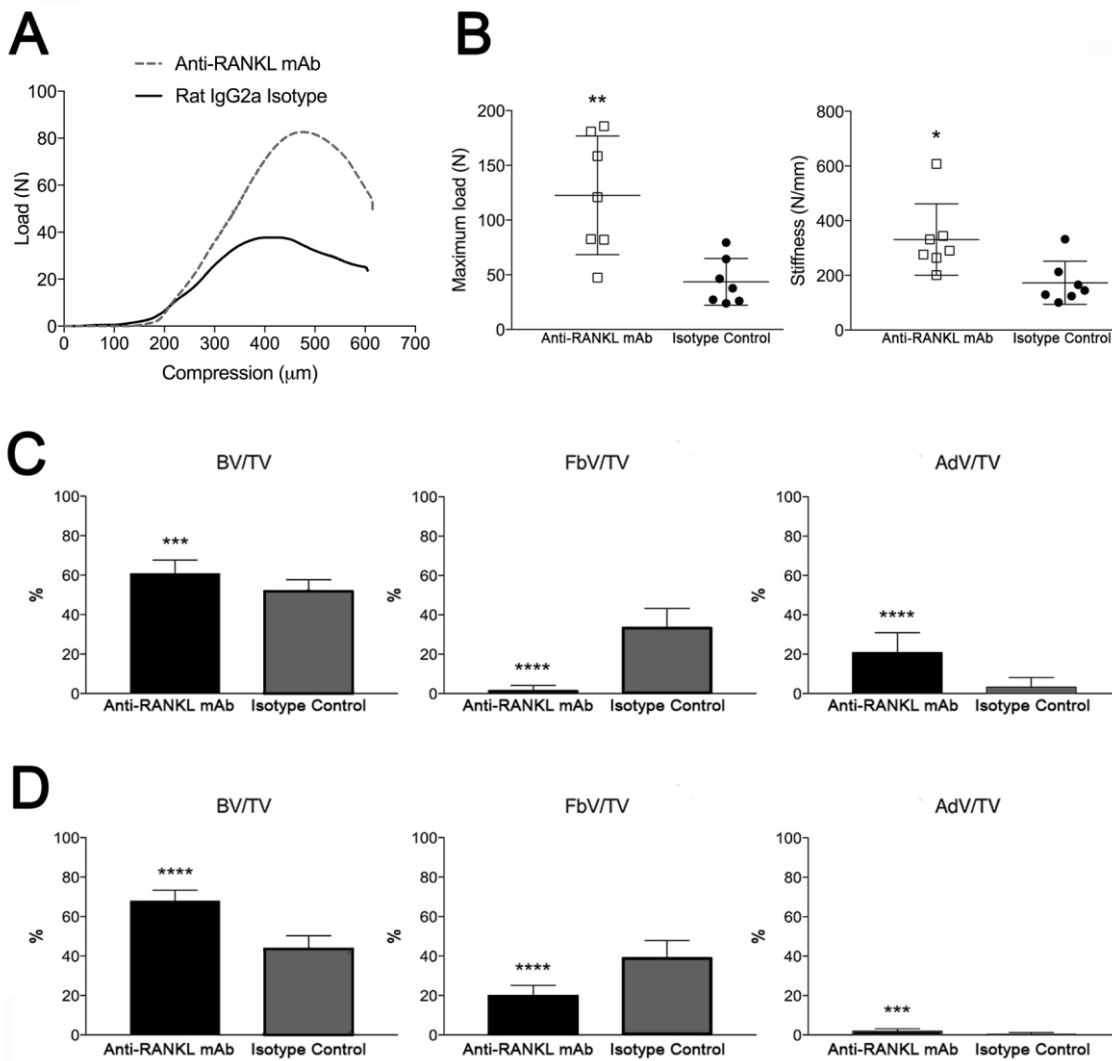 A
Anti-RANKL mAb
Rat IgG2a Isotype
100
80
60
40
20
0
Load (N)
0 100 200 300 400 500 600 700
Compression (μm)
B
200
150
100
50
0
Maximum load (N)
**
Anti-RANKL mAb Isotype Control
800
600
400
200
0
Stiffness (N/mm)
*
Anti-RANKL mAb Isotype Control
C
BV/TV
100
80
60
40
20
0
%
***
Anti-RANKL mAb Isotype Control
FbV/TV
100
80
60
40
20
0
%
****
Anti-RANKL mAb Isotype Control
AdV/TV
100
80
60
40
20
0
%
****
Anti-RANKL mAb Isotype Control
D
BV/TV
100
80
60
40
20
0
%
****
Anti-RANKL mAb Isotype Control
FbV/TV
100
80
60
40
20
0
%
****
Anti-RANKL mAb Isotype Control
AdV/TV
100
80
60
40
20
0
%
***
Anti-RANKL mAb Isotype Control